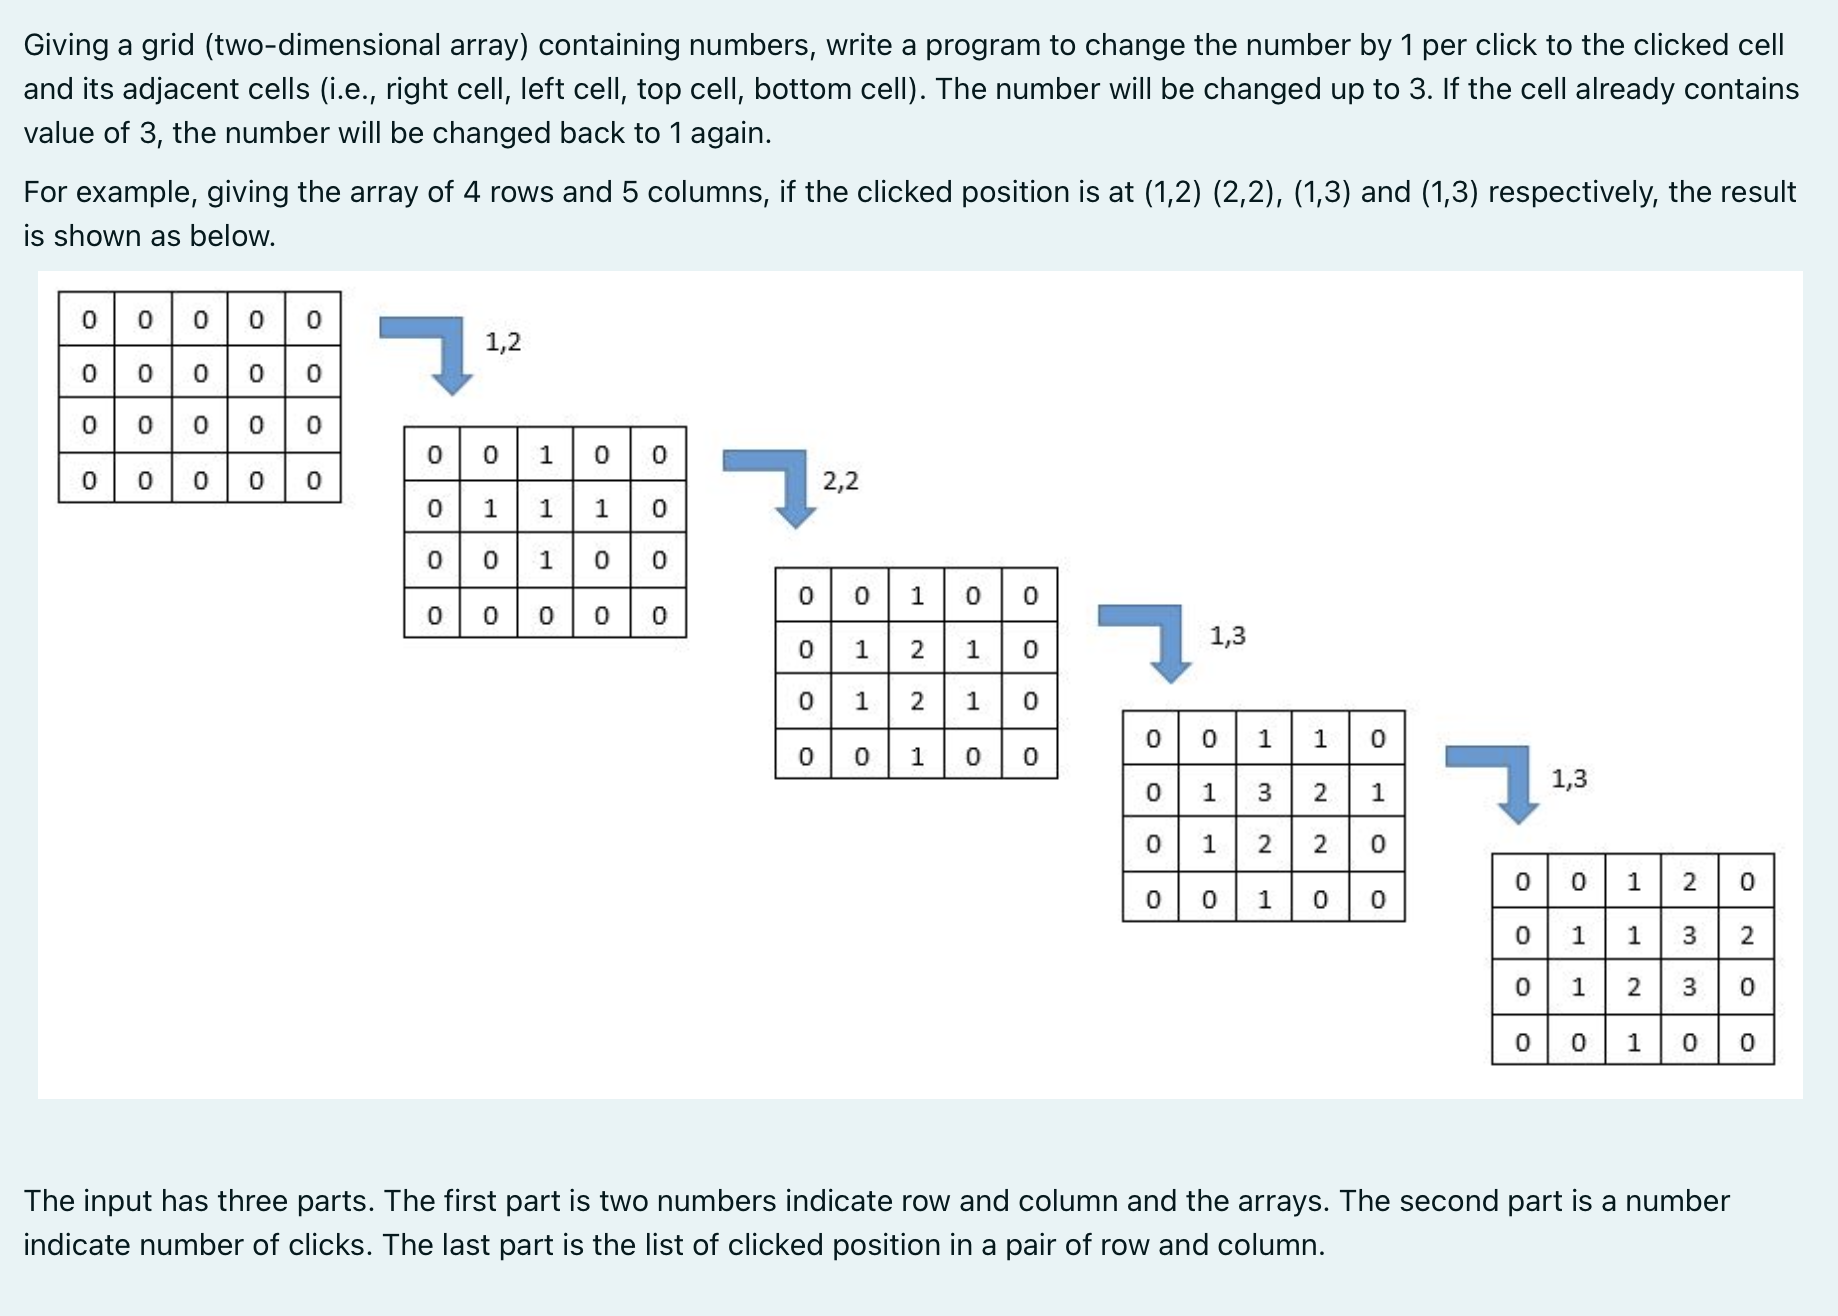 Giving a grid (two-dimensional array) containing numbers, write a program to change the number by 1 per click to the clicked cell
and its adjacent cells (i.e., right cell, left cell, top cell, bottom cell). The number will be changed up to 3. If the cell already contains
value of 3, the number will be changed back to 1 again.
For example, giving the array of 4 rows and 5 columns, if the clicked position is at (1,2) (2,2), (1,3) and (1,3) respectively, the result
is shown as below.
0 0 0 0 0
0 0 0 0 0
0 0 0 0 0
0 0 0 0 0
1,2
0 0 1 0 0
0 1 1 1 0
0 0 1 0 0
0 0 0 0 0
2,2
0 0 1 0 0
0 1 2 1 0
0 1 2 1 0
0 0 1 0 0
1,3
0 0 1 1 0
0 1 3 2 1
0 1 2 2 0
0 0 1 0 0
1,3
0 0 1 2 0
0 1 1 3 2
0 1 2 3 0
0 0 1 0 0
The input has three parts. The first part is two numbers indicate row and column and the arrays. The second part is a number
indicate number of clicks. The last part is the list of clicked position in a pair of row and column.